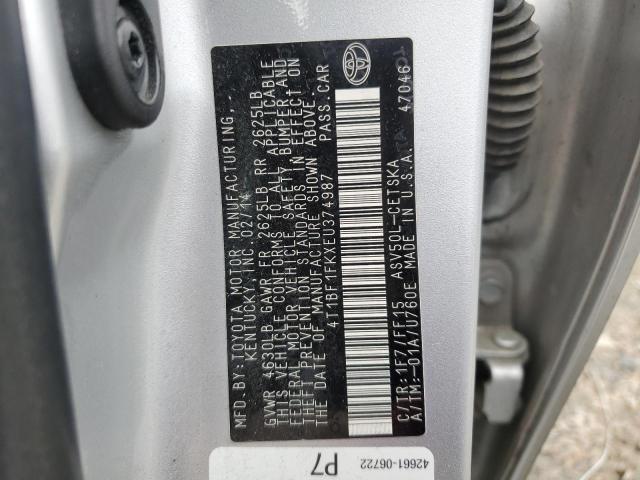 MFD.BY:TOYOTA MOTOR MANUFACTURING,
KENTUCKY, INC. 02/14
GVWR 4630LB GAWR FR 2625LB RR 2625LB
THIS VEHICLE CONFORMS TO ALL APPLICABLE
FEDERAL MOTOR VEHICLE SAFETY, BUMPER, AND
THEFT PREVENTION STANDARDS IN EFFECT ON
THE DATE OF MANUFACTURE SHOWN ABOVE.
4T1BF1FKXEU374987 PASS.CAR
C/TR:1F7/FF15 ASV50L-CETSKA
A/TM:-01A/U760E MADE IN U.S.A. 47046
P7
42661-06722